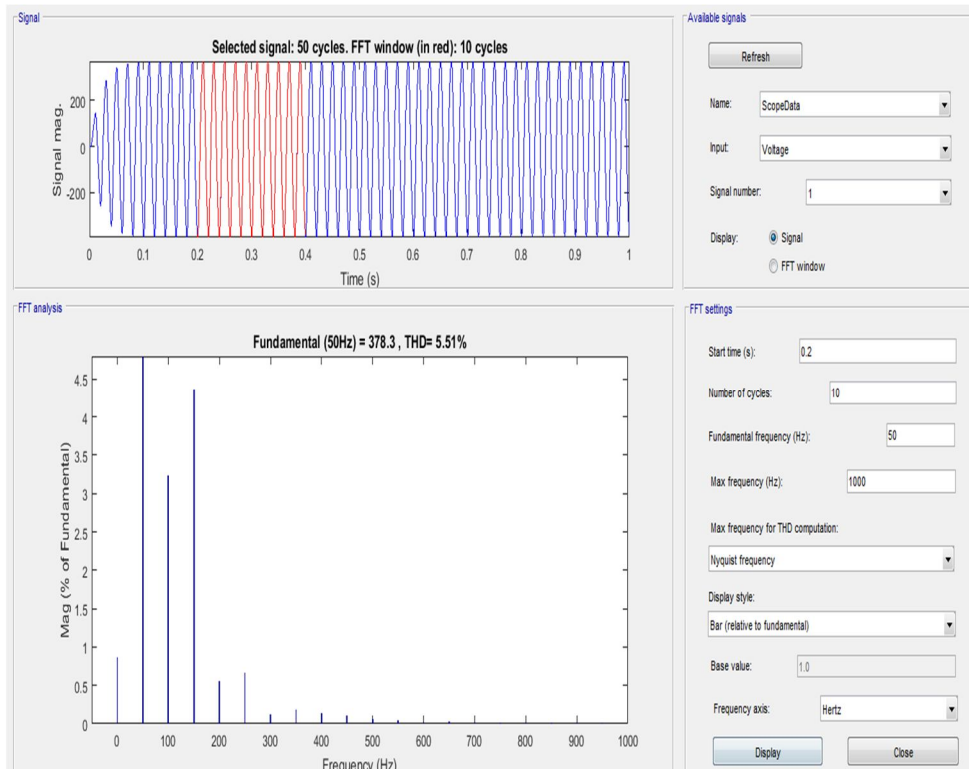 Signal
Selected signal: 50 cycles. FFT window (in red): 10 cycles
Signal mag.
200
0
-200
0 0.1 0.2 0.3 0.4 0.5 0.6 0.7 0.8 0.9 1
Time (s)
Available signals
Refresh
Name: ScopeData
Input: Voltage
Signal number: 1
Display: Signal
FFT window
FFT analysis
Fundamental (50Hz) = 378.3 , THD= 5.51%
Mag (% of Fundamental)
4.5
4
3.5
3
2.5
2
1.5
1
0.5
0
0 100 200 300 400 500 600 700 800 900 1000
Frequency (Hz)
FFT settings
Start time (s): 0.2
Number of cycles: 10
Fundamental frequency (Hz): 50
Max frequency (Hz): 1000
Max frequency for THD computation:
Nyquist frequency
Display style:
Bar (relative to fundamental)
Base value: 1.0
Frequency axis: Hertz
Display Close